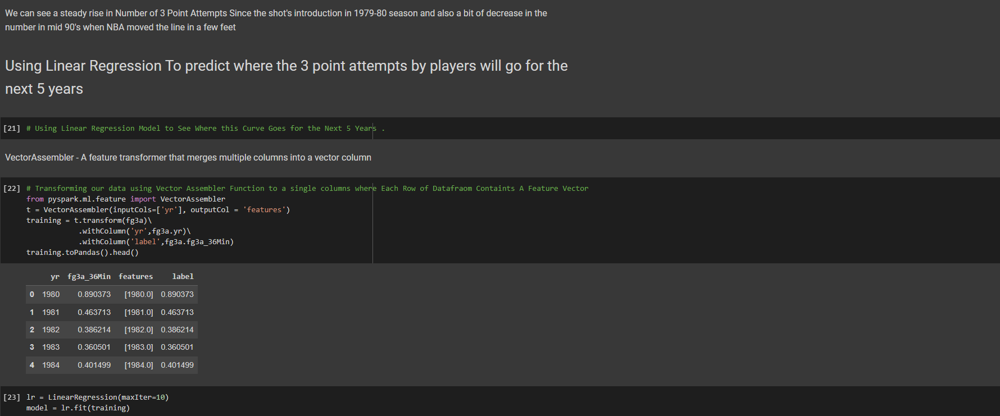 We can see a steady rise in Number of 3 Point Attempts Since the shot's introduction in 1979-80 season and also a bit of decrease in the
number in mid 90's when NBA moved the line in a few feet
Using Linear Regression To predict where the 3 point attempts by players will go for the
next 5 years
[21] # Using Linear Regression Model to See Where this Curve Goes for the Next 5 Years .
VectorAssembler - A feature transformer that merges multiple columns into a vector column
[22] # Transforming our data using Vector Assembler Function to a single columns where Each Row of Datafraom Containts A Feature Vector
from pyspark.ml.feature import VectorAssembler
t = VectorAssembler(inputCols=['yr'], outputCol = 'features')
training = t.transform(fg3a)\
.withColumn('yr',fg3a.yr)\
.withColumn('label',fg3a.fg3a_36Min)
training.toPandas().head()
yr fg3a_36Min features label
0 1980 0.890373 [1980.0] 0.890373
1 1981 0.463713 [1981.0] 0.463713
2 1982 0.386214 [1982.0] 0.386214
3 1983 0.360501 [1983.0] 0.360501
4 1984 0.401499 [1984.0] 0.401499
[23] lr = LinearRegression(maxIter=10)
model = lr.fit(training)